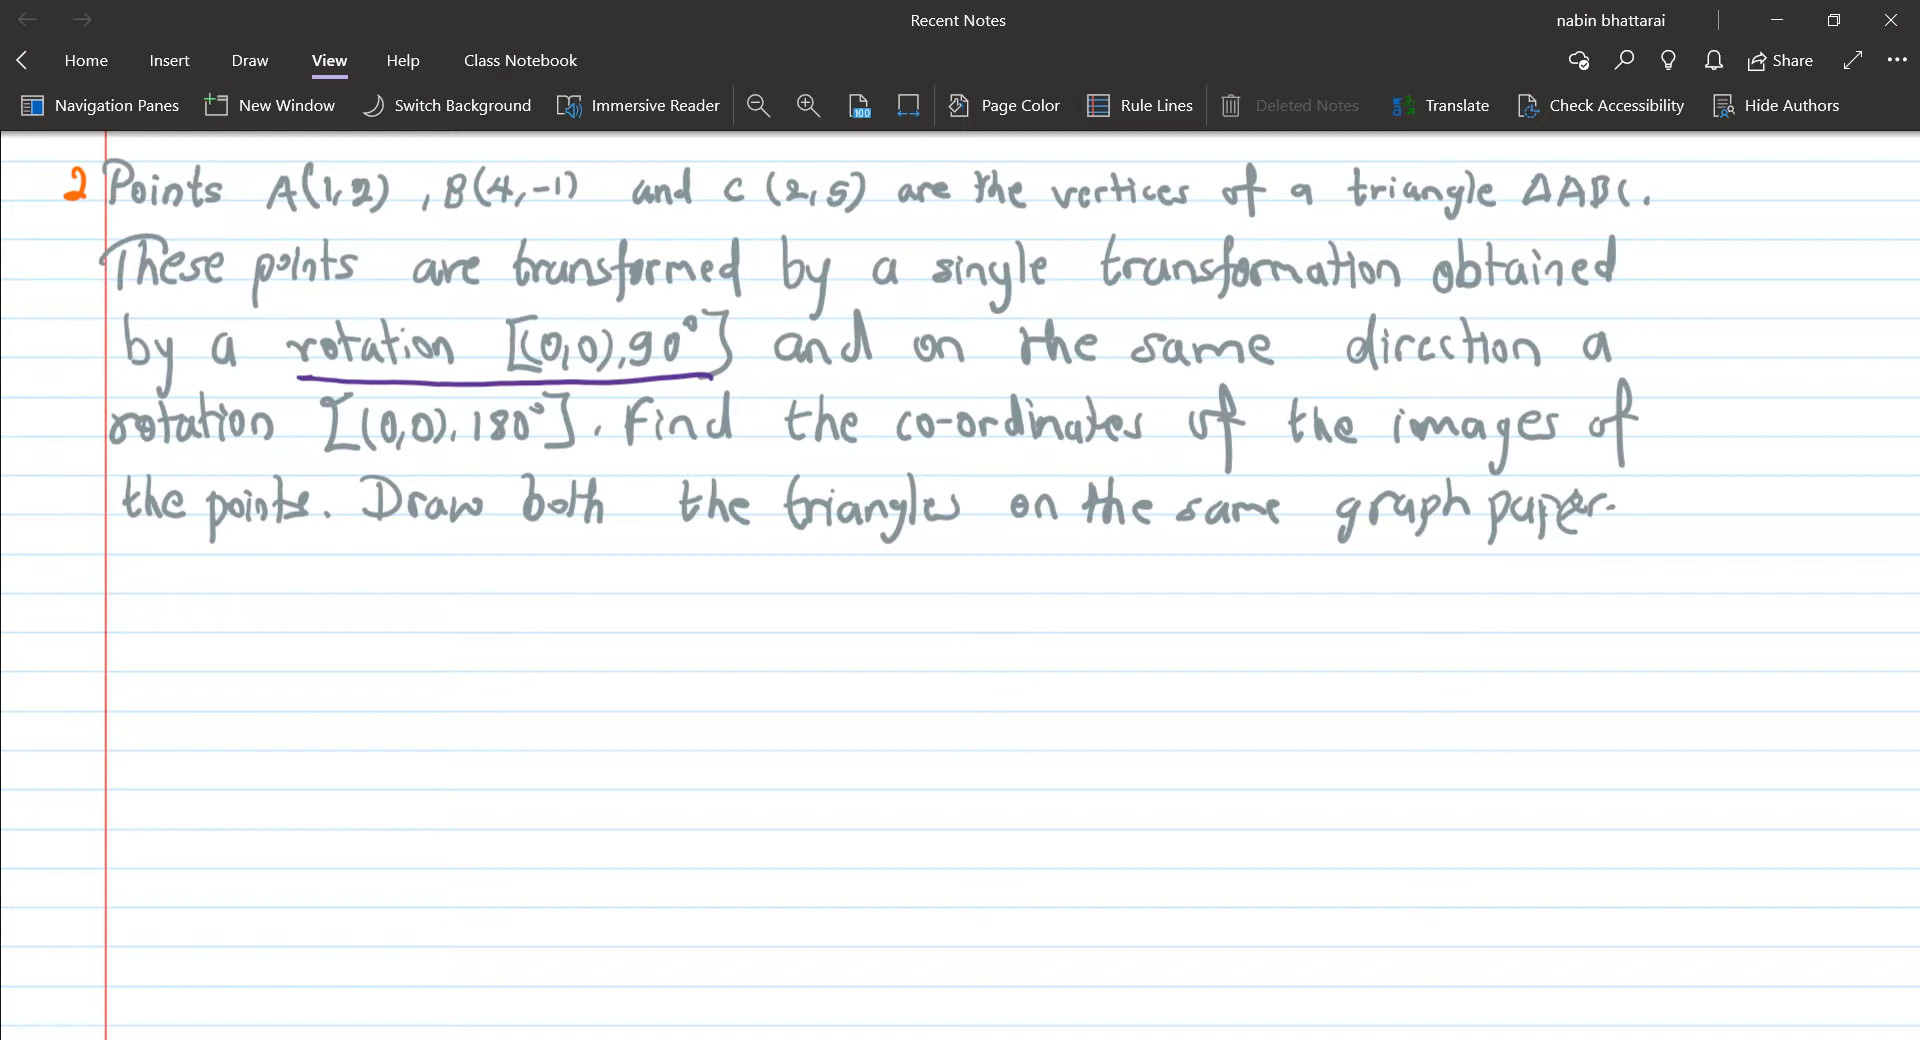 Recent Notes
nabin bhattarai
Home Insert Draw View Help Class Notebook
Share
Navigation Panes New Window Switch Background Immersive Reader 100 Page Color Rule Lines Deleted Notes Translate Check Accessibility Hide Authors
2 Points A(1,2) , B(4,-1) and C (2,5) are the vertices of a triangle ΔABC.
These points are transformed by a single transformation obtained
by a rotation [(0,0),90°] and on the same direction a
rotation [(0,0),180°]. Find the co-ordinates of the images of
the points. Draw both the triangles on the same graph paper.